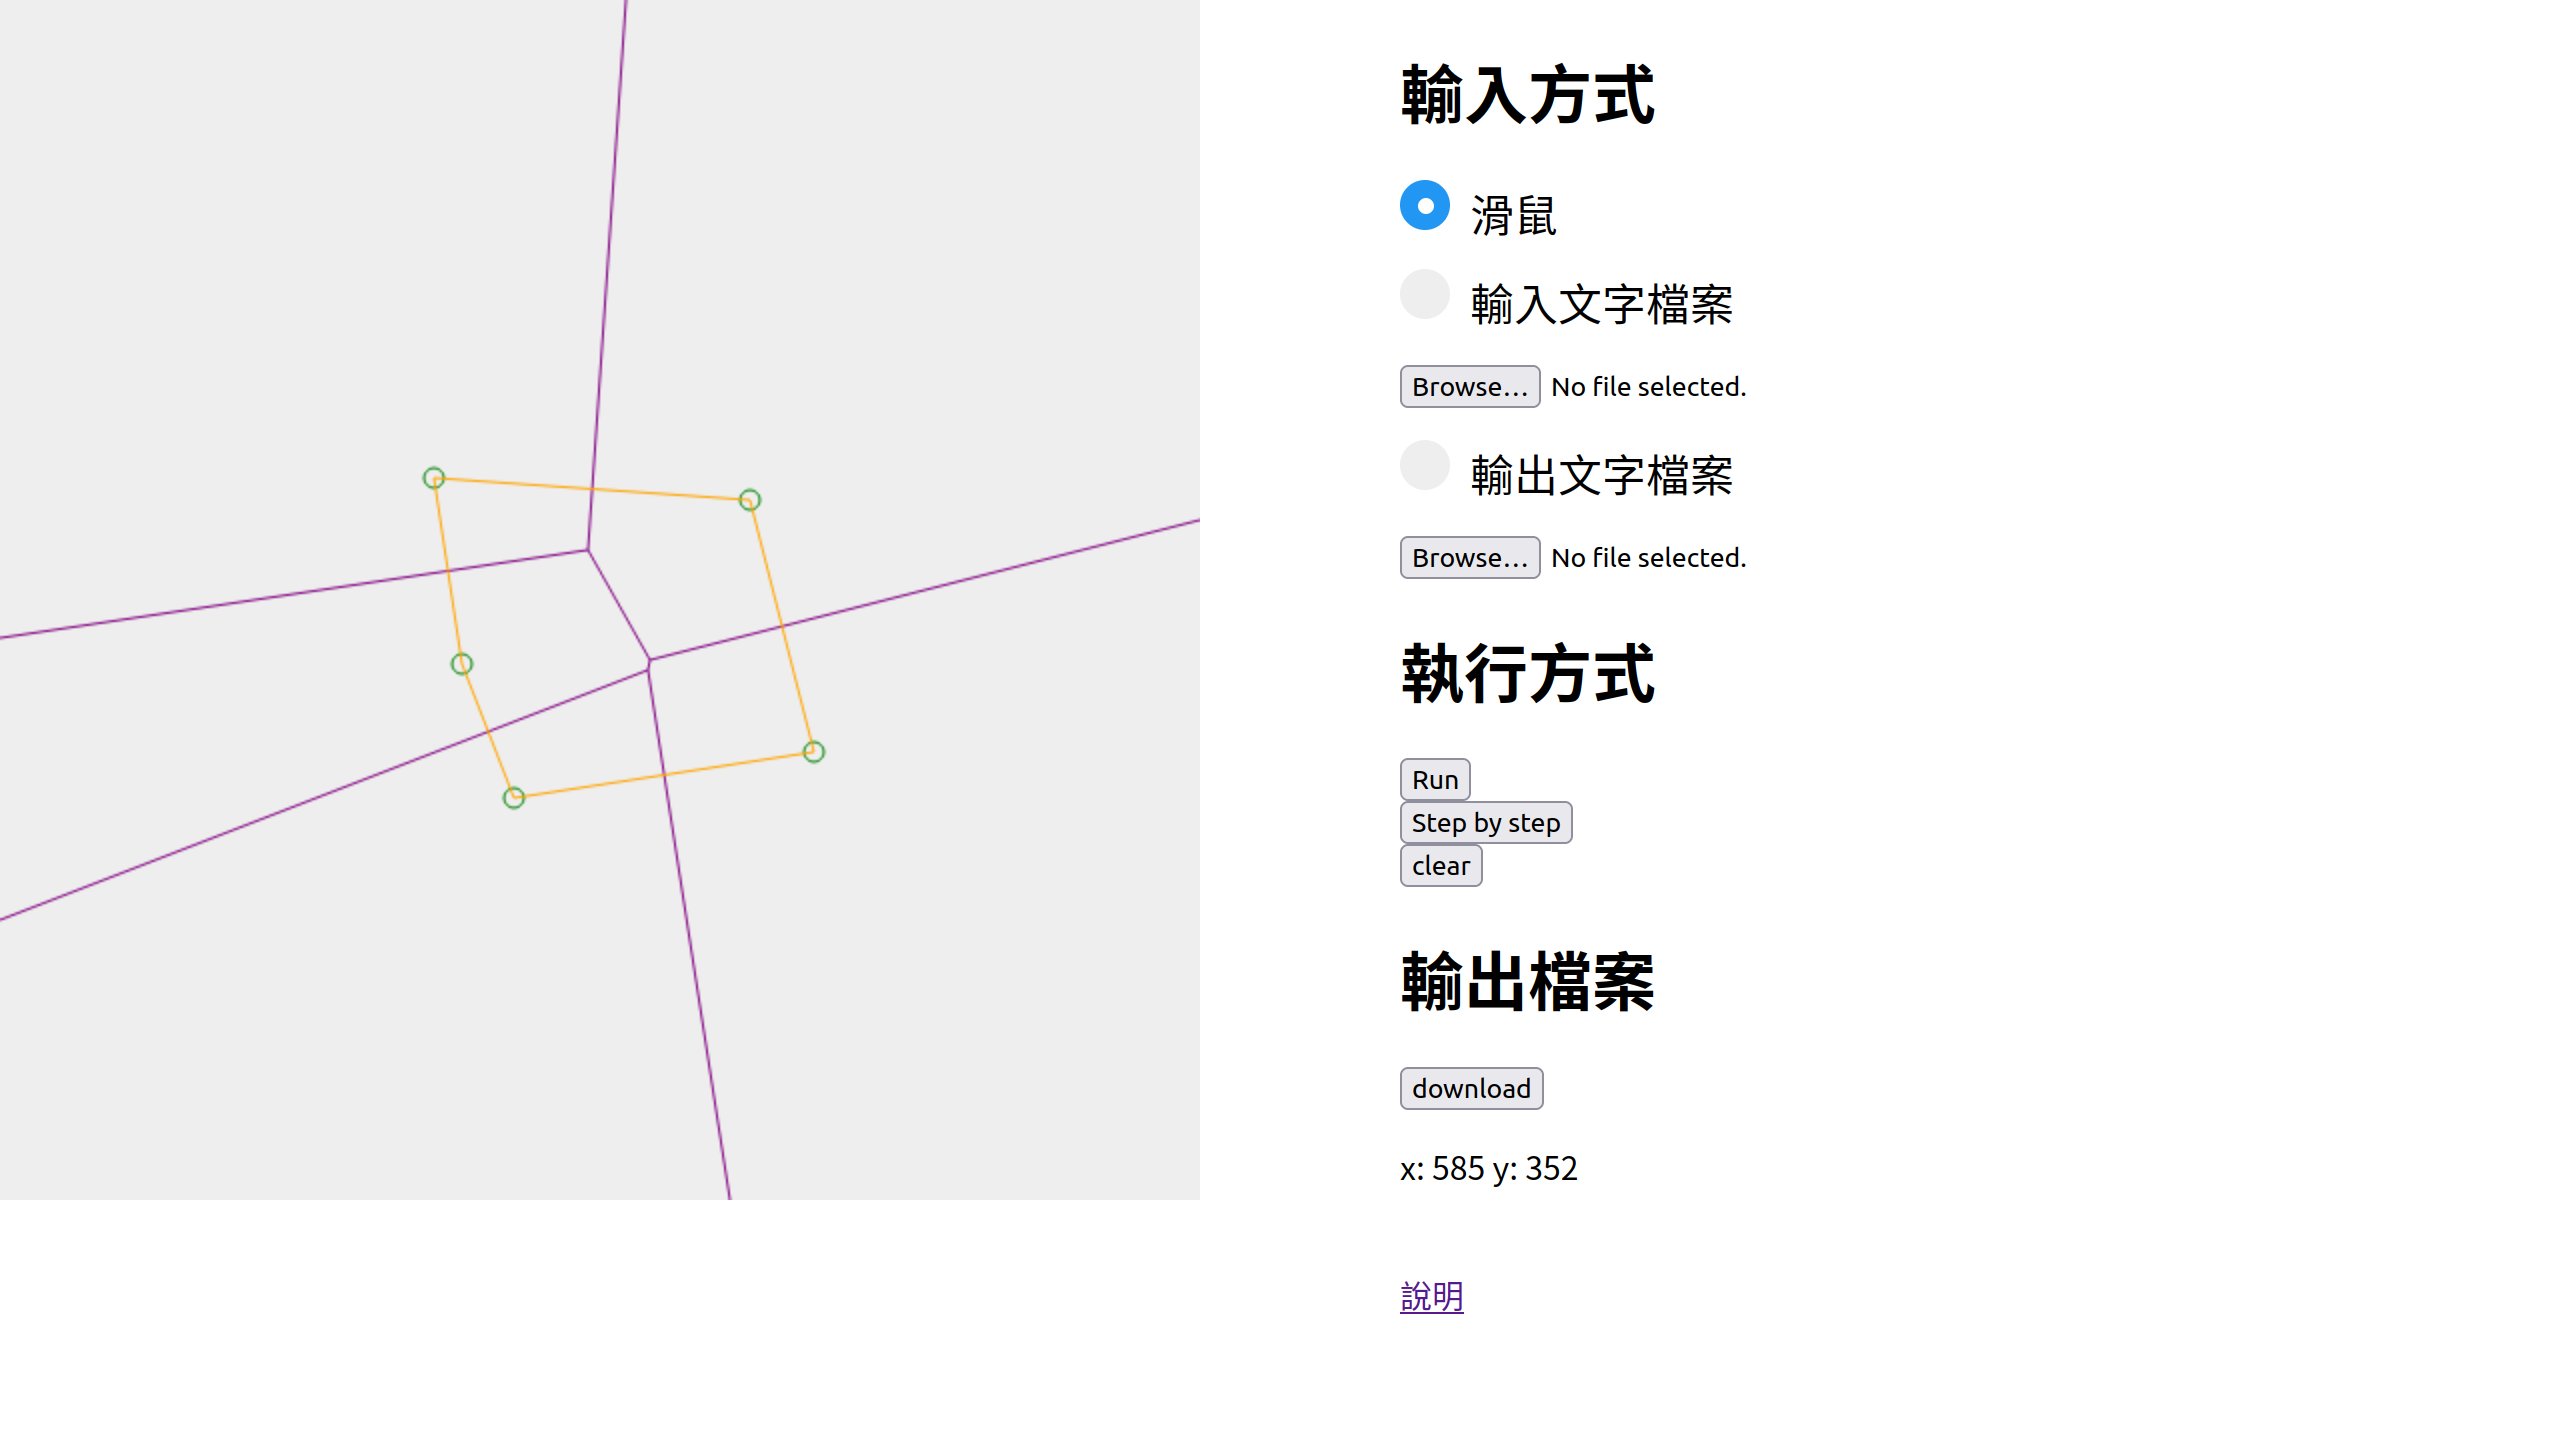 輸入方式
滑鼠
輸入文字檔案
Browse... No file selected.
輸出文字檔案
Browse... No file selected.
執行方式
Run
Step by step
clear
輸出檔案
download
x: 585 y: 352
說明